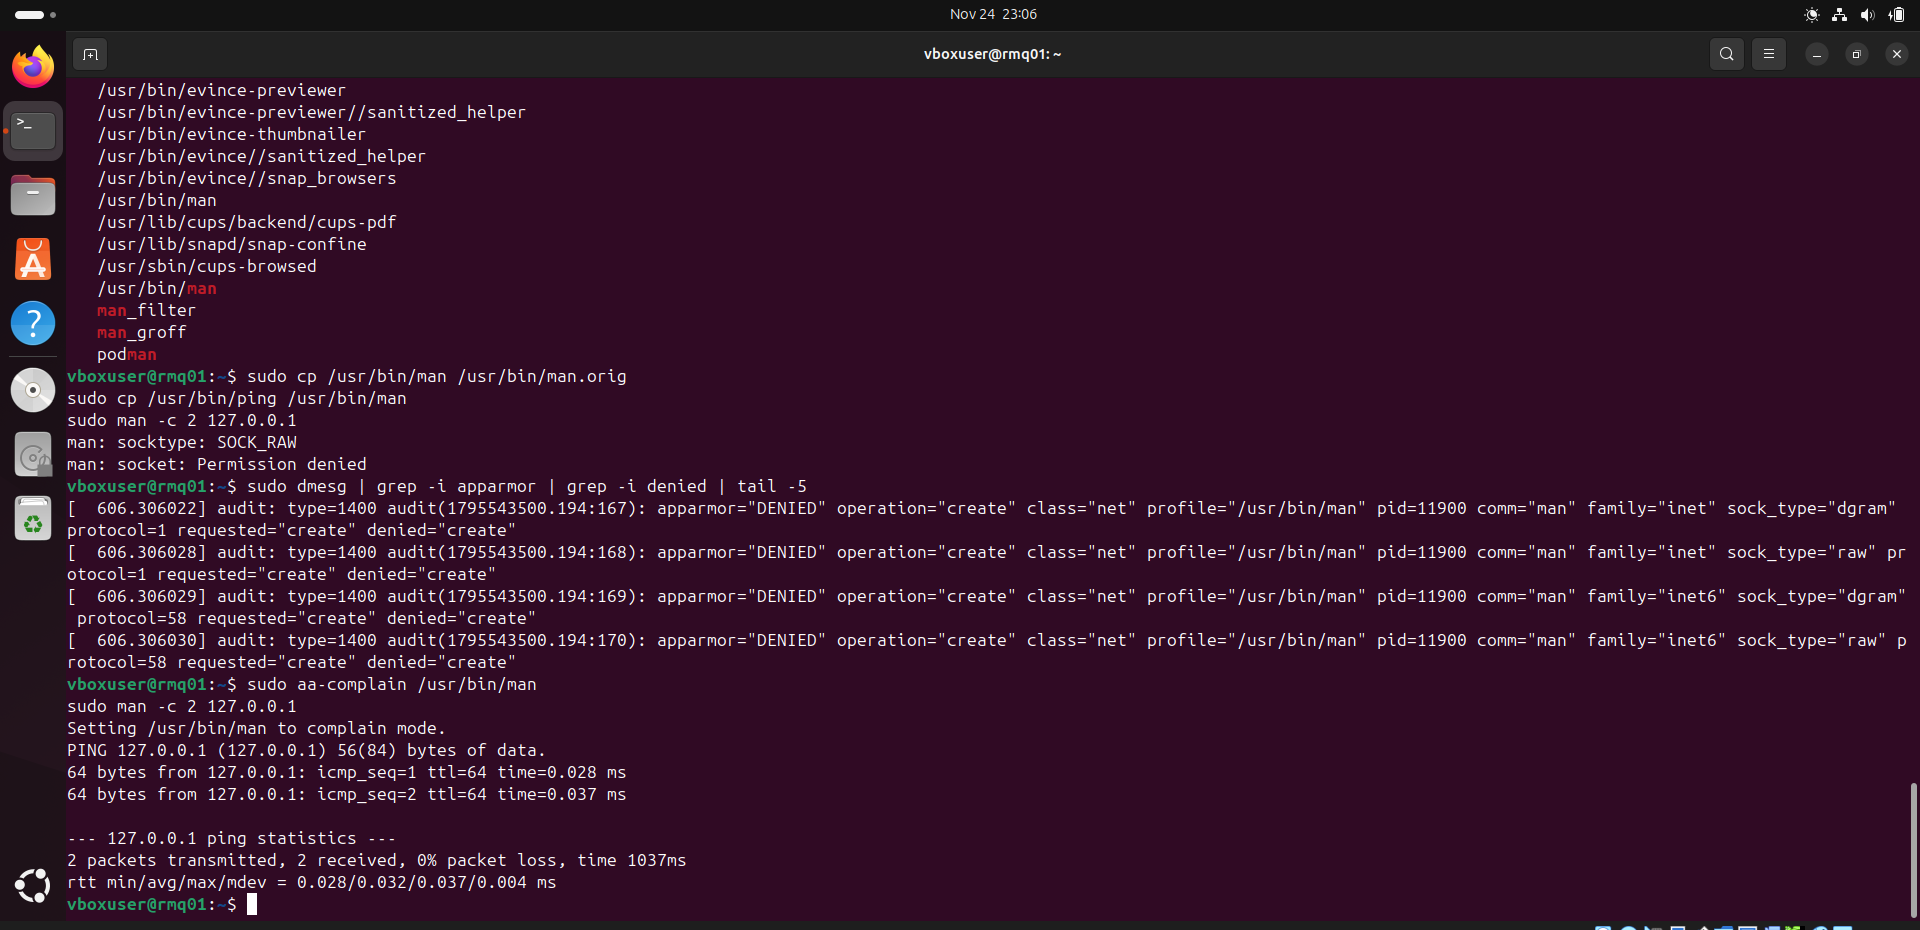 Nov 24 23:06
vboxuser@rmq01: ~
/usr/bin/evince-previewer
/usr/bin/evince-previewer//sanitized_helper
/usr/bin/evince-thumbnailer
/usr/bin/evince//sanitized_helper
/usr/bin/evince//snap_browsers
/usr/bin/man
/usr/lib/cups/backend/cups-pdf
/usr/lib/snapd/snap-confine
/usr/sbin/cups-browsed
/usr/bin/man
man_filter
man_groff
podman
vboxuser@rmq01:~$ sudo cp /usr/bin/man /usr/bin/man.orig
sudo cp /usr/bin/ping /usr/bin/man
sudo man -c 2 127.0.0.1
man: socktype: SOCK_RAW
man: socket: Permission denied
vboxuser@rmq01:~$ sudo dmesg | grep -i apparmor | grep -i denied | tail -5
[  606.306022] audit: type=1400 audit(1795543500.194:167): apparmor="DENIED" operation="create" class="net" profile="/usr/bin/man" pid=11900 comm="man" family="inet" sock_type="dgram"
protocol=1 requested="create" denied="create"
[  606.306028] audit: type=1400 audit(1795543500.194:168): apparmor="DENIED" operation="create" class="net" profile="/usr/bin/man" pid=11900 comm="man" family="inet" sock_type="raw" pr
otocol=1 requested="create" denied="create"
[  606.306029] audit: type=1400 audit(1795543500.194:169): apparmor="DENIED" operation="create" class="net" profile="/usr/bin/man" pid=11900 comm="man" family="inet6" sock_type="dgram"
 protocol=58 requested="create" denied="create"
[  606.306030] audit: type=1400 audit(1795543500.194:170): apparmor="DENIED" operation="create" class="net" profile="/usr/bin/man" pid=11900 comm="man" family="inet6" sock_type="raw" p
rotocol=58 requested="create" denied="create"
vboxuser@rmq01:~$ sudo aa-complain /usr/bin/man
sudo man -c 2 127.0.0.1
Setting /usr/bin/man to complain mode.
PING 127.0.0.1 (127.0.0.1) 56(84) bytes of data.
64 bytes from 127.0.0.1: icmp_seq=1 ttl=64 time=0.028 ms
64 bytes from 127.0.0.1: icmp_seq=2 ttl=64 time=0.037 ms
--- 127.0.0.1 ping statistics ---
2 packets transmitted, 2 received, 0% packet loss, time 1037ms
rtt min/avg/max/mdev = 0.028/0.032/0.037/0.004 ms
vboxuser@rmq01:~$